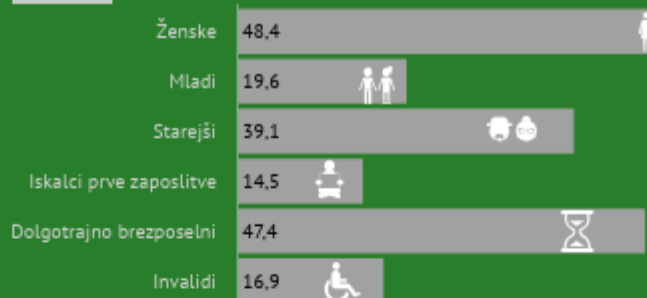 Ženske 48,4
Mladi 19,6
Starejši 39,1
Iskalci prve zaposlitve 14,5
Dolgotrajno brezposelni 47,4
Invalidi 16,9